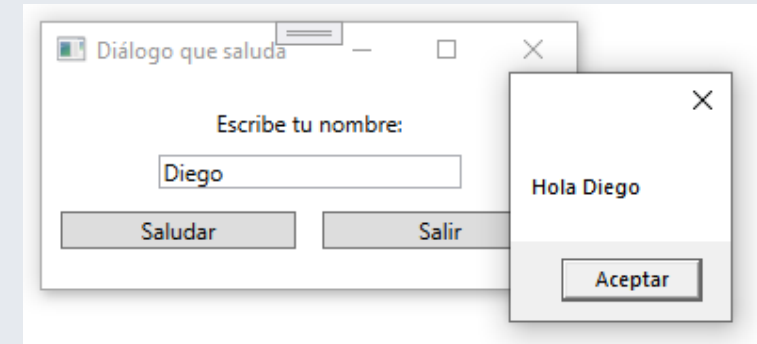 Diálogo que saluda
Escribe tu nombre:
Diego
Saludar Salir
Hola Diego
Aceptar